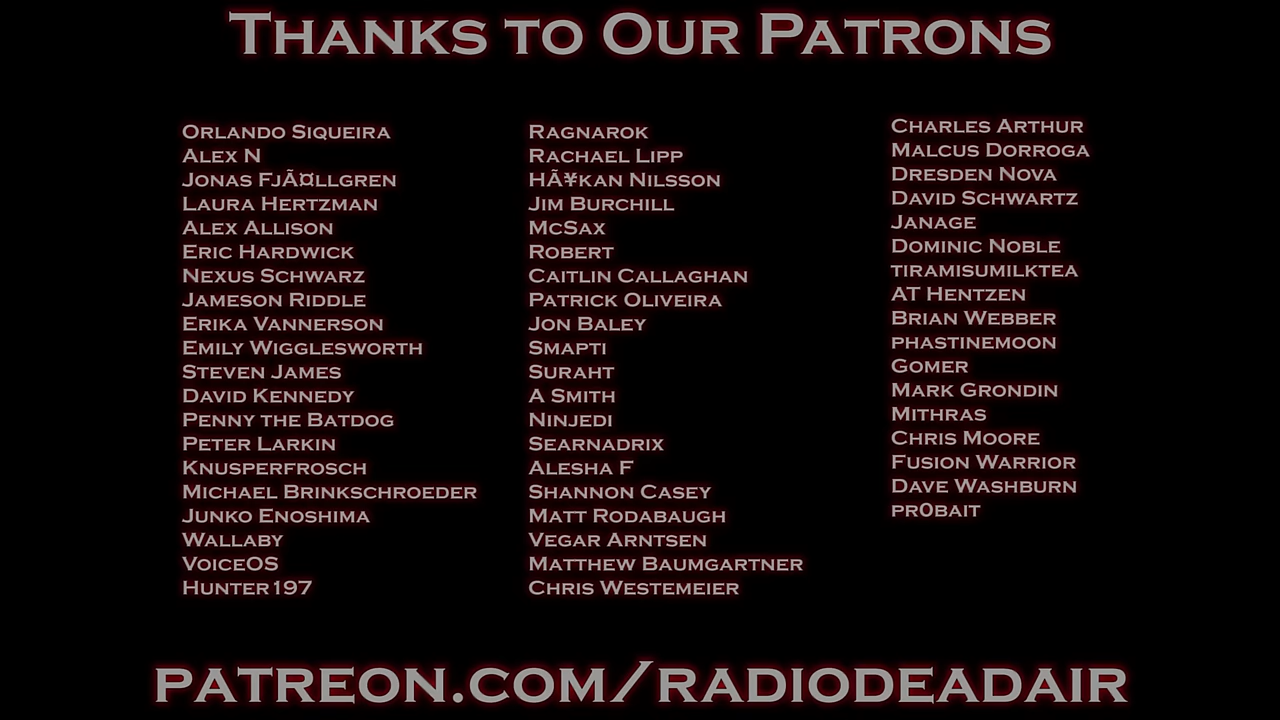 Thanks to Our Patrons
Orlando Siqueira
Alex N
Jonas FjÃ¤llgren
Laura Hertzman
Alex Allison
Eric Hardwick
Nexus Schwarz
Jameson Riddle
Erika Vannerson
Emily Wigglesworth
Steven James
David Kennedy
Penny the Batdog
Peter Larkin
Knusperfrosch
Michael Brinkschroeder
Junko Enoshima
Wallaby
VoiceOS
Hunter197
Ragnarok
Rachael Lipp
HÃ¥kan Nilsson
Jim Burchill
McSax
Robert
Caitlin Callaghan
Patrick Oliveira
Jon Baley
Smapti
Suraht
A Smith
Ninjedi
Searnadrix
Alesha F
Shannon Casey
Matt Rodabaugh
Vegar Arntsen
Matthew Baumgartner
Chris Westemeier
Charles Arthur
Malcus Dorroga
Dresden Nova
David Schwartz
Janage
Dominic Noble
tiramisumilktea
AT Hentzen
Brian Webber
phastinemoon
Gomer
Mark Grondin
Mithras
Chris Moore
Fusion Warrior
Dave Washburn
pr0bait
patreon.com/radiodeadair